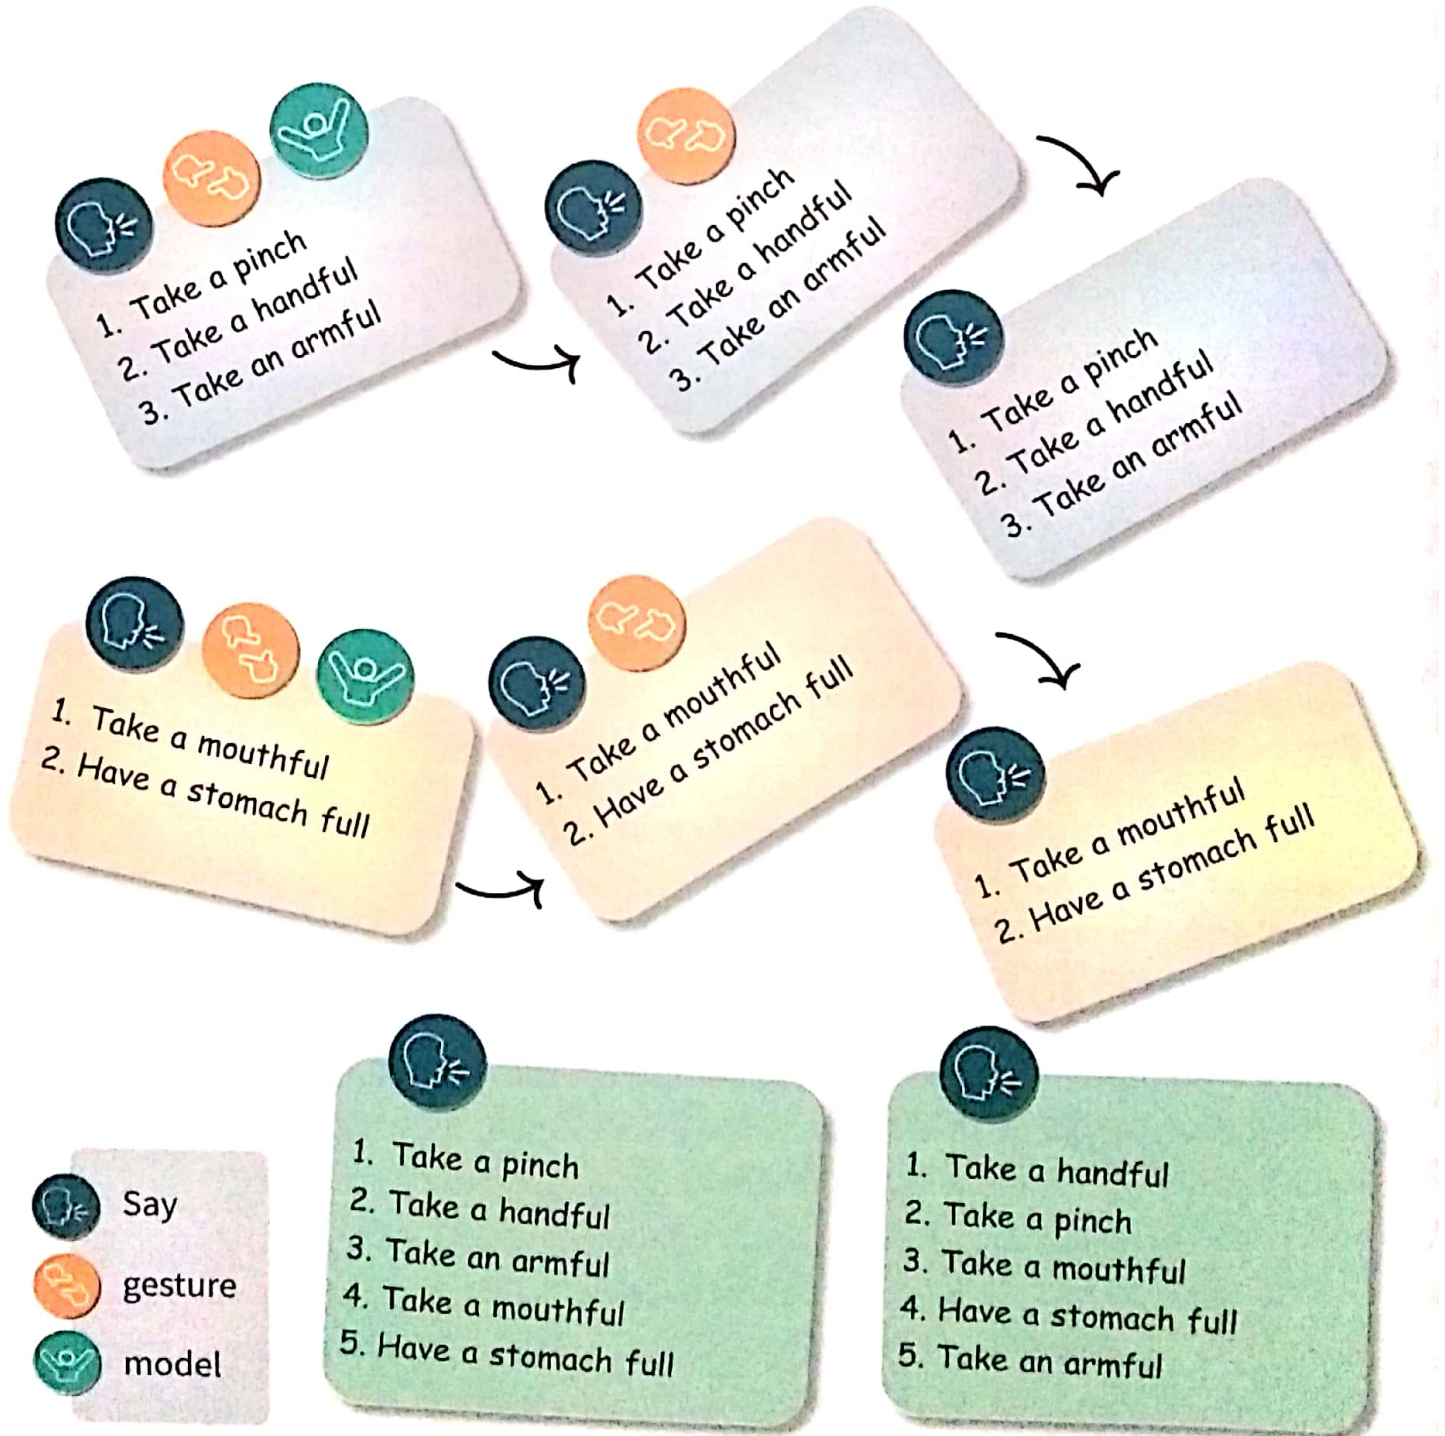 1. Take a pinch
2. Take a handful
3. Take an armful
1. Take a pinch
2. Take a handful
3. Take an armful
1. Take a pinch
2. Take a handful
3. Take an armful
1. Take a mouthful
2. Have a stomach full
1. Take a mouthful
2. Have a stomach full
1. Take a mouthful
2. Have a stomach full
Say
gesture
model
1. Take a pinch
2. Take a handful
3. Take an armful
4. Take a mouthful
5. Have a stomach full
1. Take a handful
2. Take a pinch
3. Take a mouthful
4. Have a stomach full
5. Take an armful